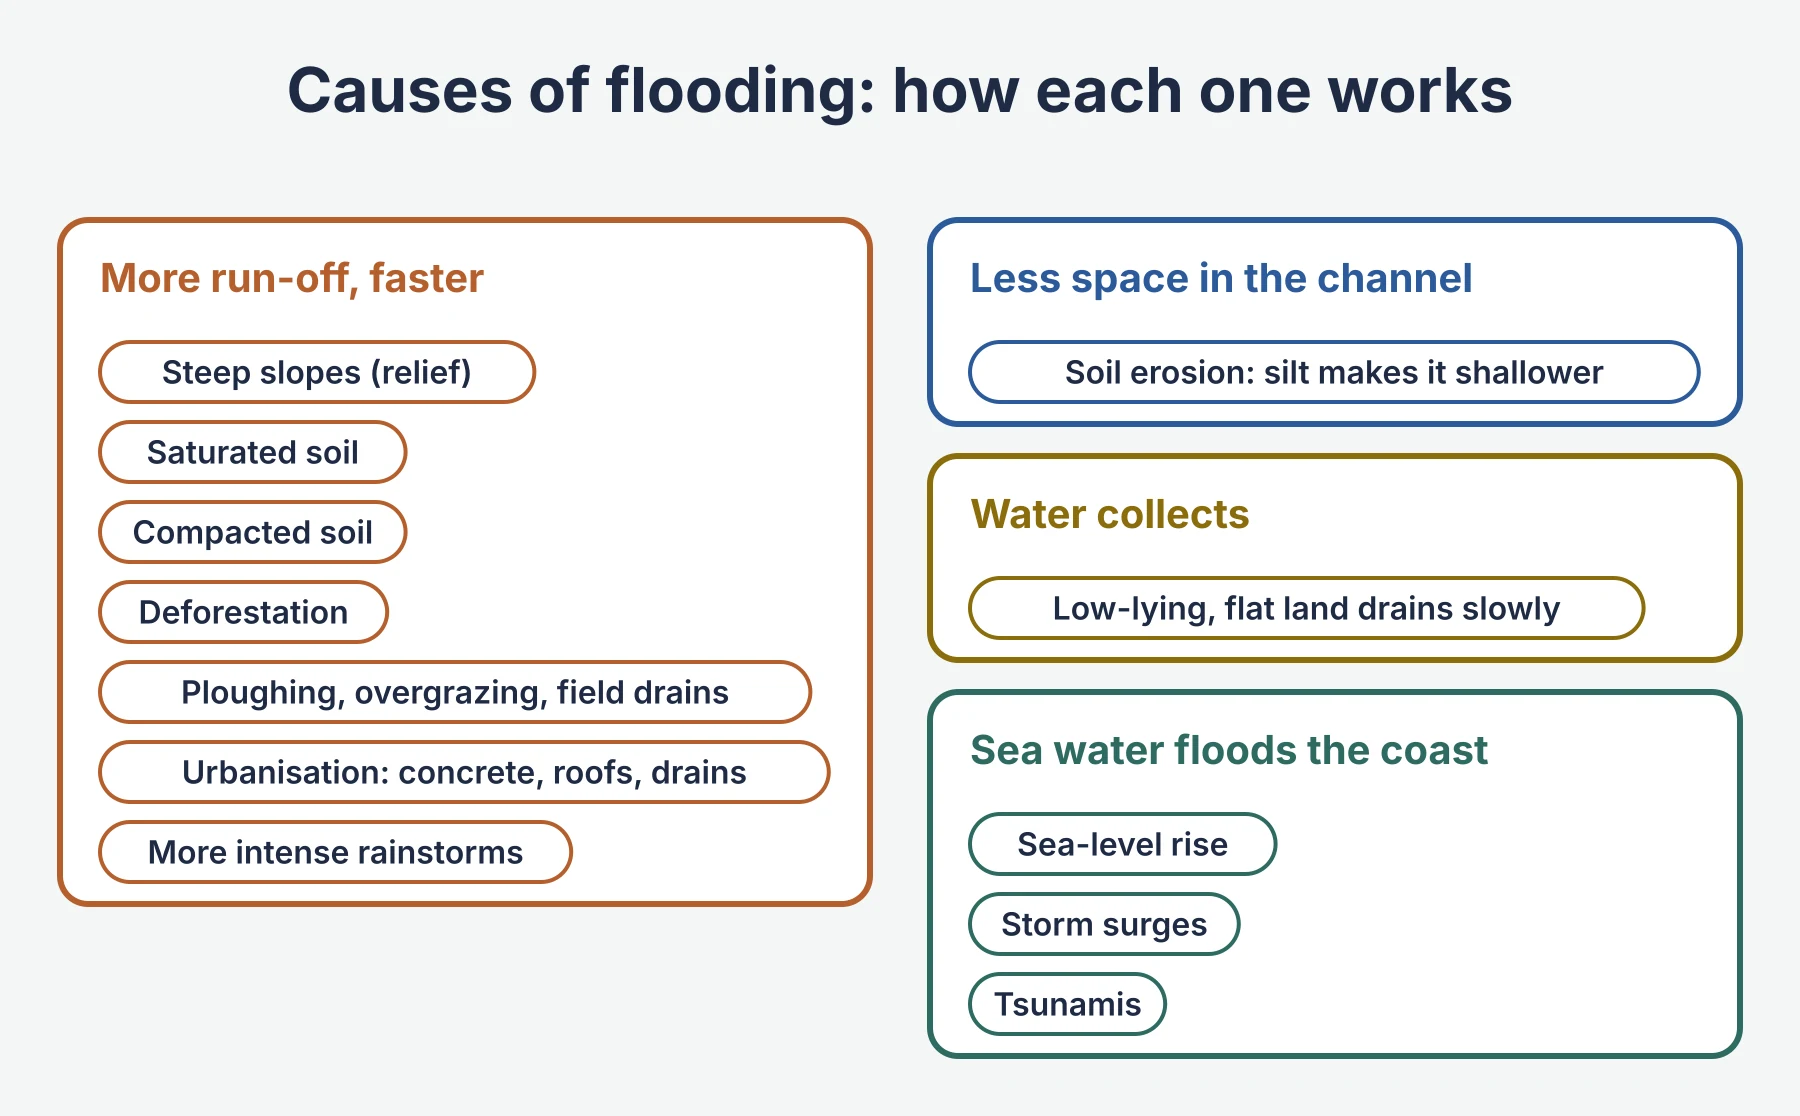 Causes of flooding: how each one works
More run-off, faster
Steep slopes (relief)
Saturated soil
Compacted soil
Deforestation
Ploughing, overgrazing, field drains
Urbanisation: concrete, roofs, drains
More intense rainstorms
Less space in the channel
Soil erosion: silt makes it shallower
Water collects
Low-lying, flat land drains slowly
Sea water floods the coast
Sea-level rise
Storm surges
Tsunamis